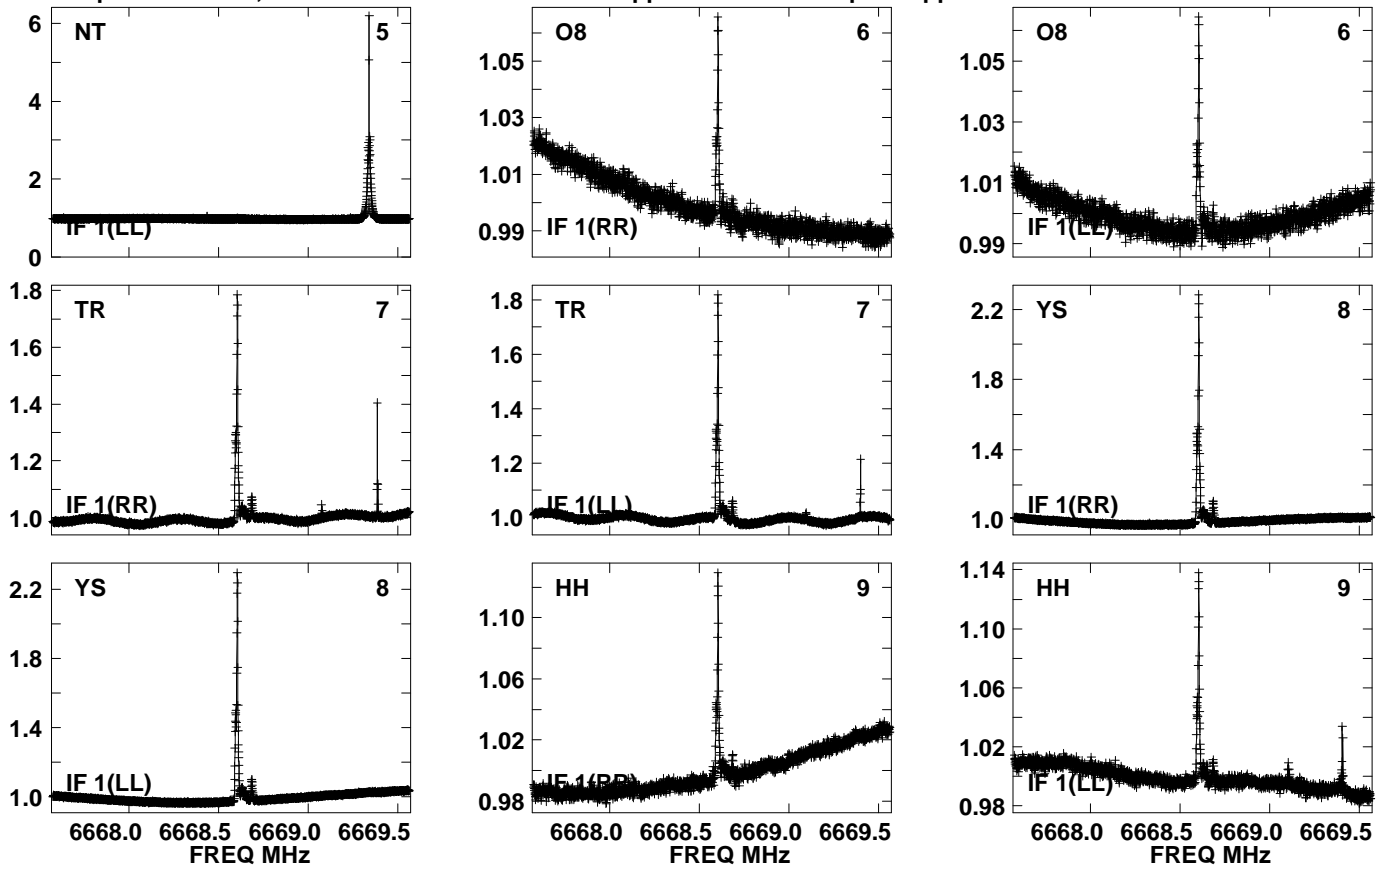 NT 5
6
4
2
0
IF 1(LL)
O8 6
1.05
1.03
1.01
0.99
IF 1(RR)
O8 6
1.05
1.03
1.01
0.99
IF 1(LL)
TR 7
1.8
1.6
1.4
1.2
1.0
IF 1(RR)
TR 7
1.8
1.6
1.4
1.2
1.0
IF 1(LL)
YS 8
2.2
1.8
1.4
1.0
IF 1(RR)
YS 8
2.2
1.8
1.4
1.0
IF 1(LL)
6668.0 6668.5 6669.0 6669.5
FREQ MHz
HH 9
1.10
1.06
1.02
0.98
IF 1(RR)
6668.0 6668.5 6669.0 6669.5
FREQ MHz
HH 9
1.14
1.10
1.06
1.02
0.98
IF 1(LL)
6668.0 6668.5 6669.0 6669.5
FREQ MHz